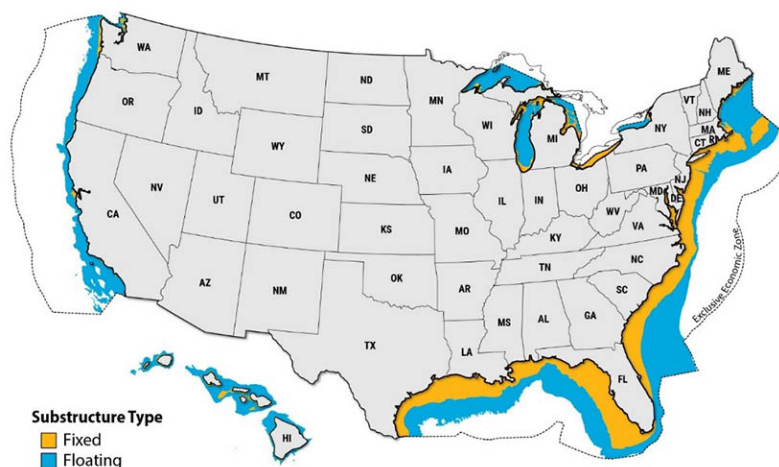 WA
MT
ND
MN
ME
VT
NH
OR
ID
SD
WI
MI
NY
MA
CT
RI
WY
IA
PA
NJ
NE
OH
MD
DE
NV
UT
IL
IN
WV
CA
CO
KS
MO
KY
VA
Exclusive Economic Zone
TN
NC
AZ
NM
OK
AR
SC
MS
AL
GA
TX
LA
FL
HI
Substructure Type
Fixed
Floating